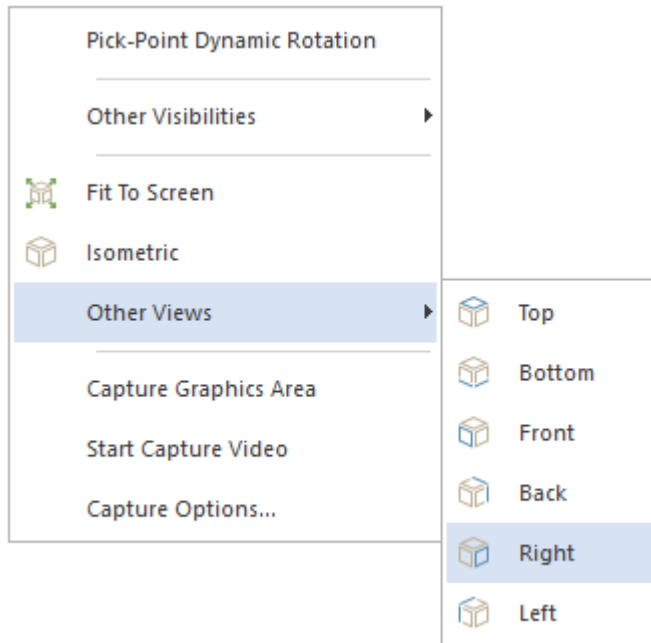 Pick-Point Dynamic Rotation
Other Visibilities
Fit To Screen
Isometric
Other Views
Capture Graphics Area
Start Capture Video
Capture Options...
Top
Bottom
Front
Back
Right
Left